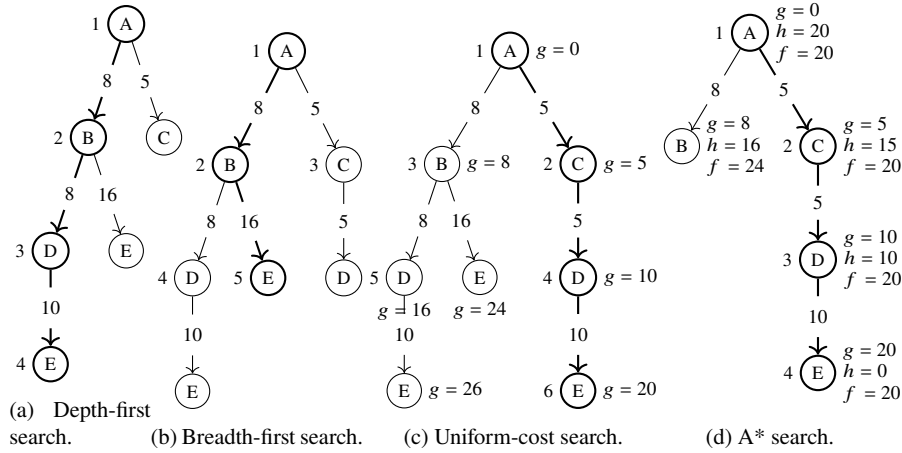 1 A
8 5
2 B C
8 16
3 D E
10
4 E
(a) Depth-first
search.
1 A
8 5
2 B 3 C
8 16 5
4 D 5 E D
10
E
(b) Breadth-first search.
1 A g = 0
8 5
3 B g = 8 2 C g = 5
8 16 5
5 D E 4 D g = 10
g = 16 g = 24
10 10
E g = 26 6 E g = 20
(c) Uniform-cost search.
g = 0
1 A h = 20
f = 20
8 5
g = 8 g = 5
B h = 16 2 C h = 15
f = 24 f = 20
5
g = 10
3 D h = 10
f = 20
10
g = 20
4 E h = 0
f = 20
(d) A* search.